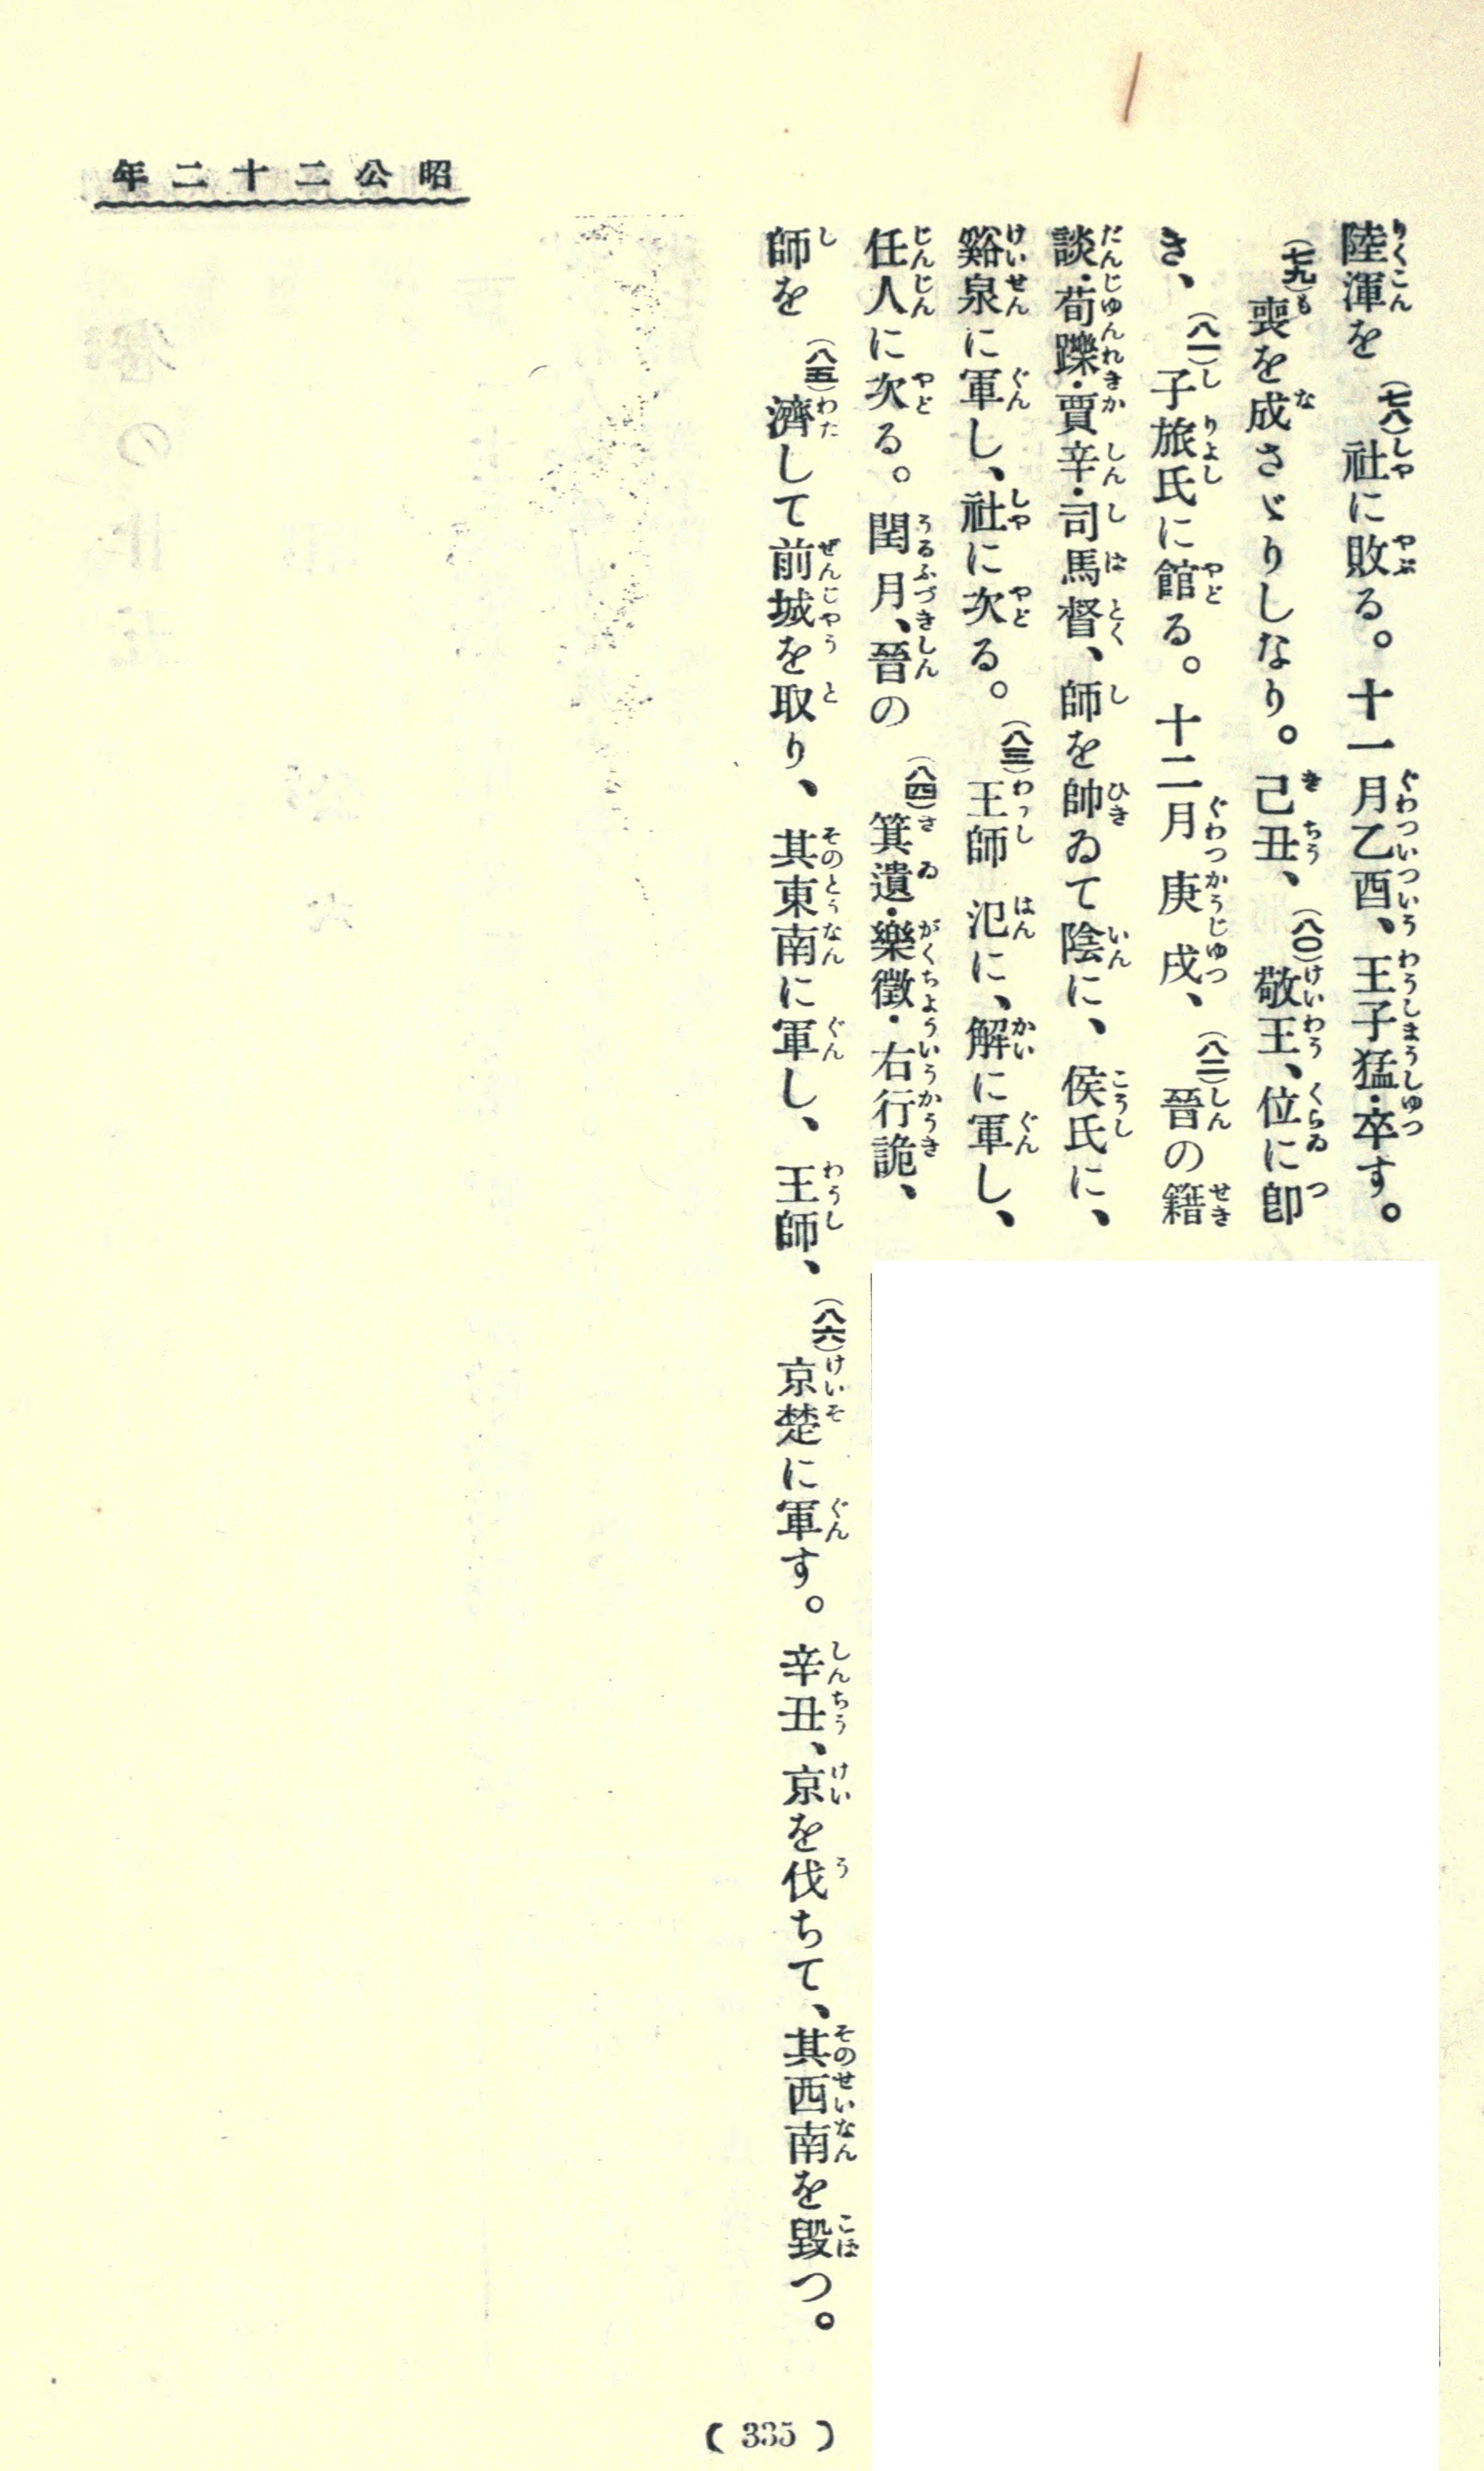 昭公二十二年
陸渾を(七八)社に敗る。十一月乙酉、王子猛・卒す。
(七九)喪を成さゞりしなり。己丑、(八〇)敬王、位に卽
き、(八一)子旅氏に館る。十二月庚戌、(八二)晉の籍
談・荀躒・賈辛・司馬督、師を帥ゐて陰に、侯氏に、
谿泉に軍し、社に次る。(八三)王師 氾に、解に軍し、
任人に次る。閏月、晉の(八四)箕遺・樂徵・右行詭、
師を(八五)濟して前城を取り、其東南に軍し、王師、(八六)京楚に軍す。辛丑、京を伐ちて、其西南を毀つ。
( 335 )